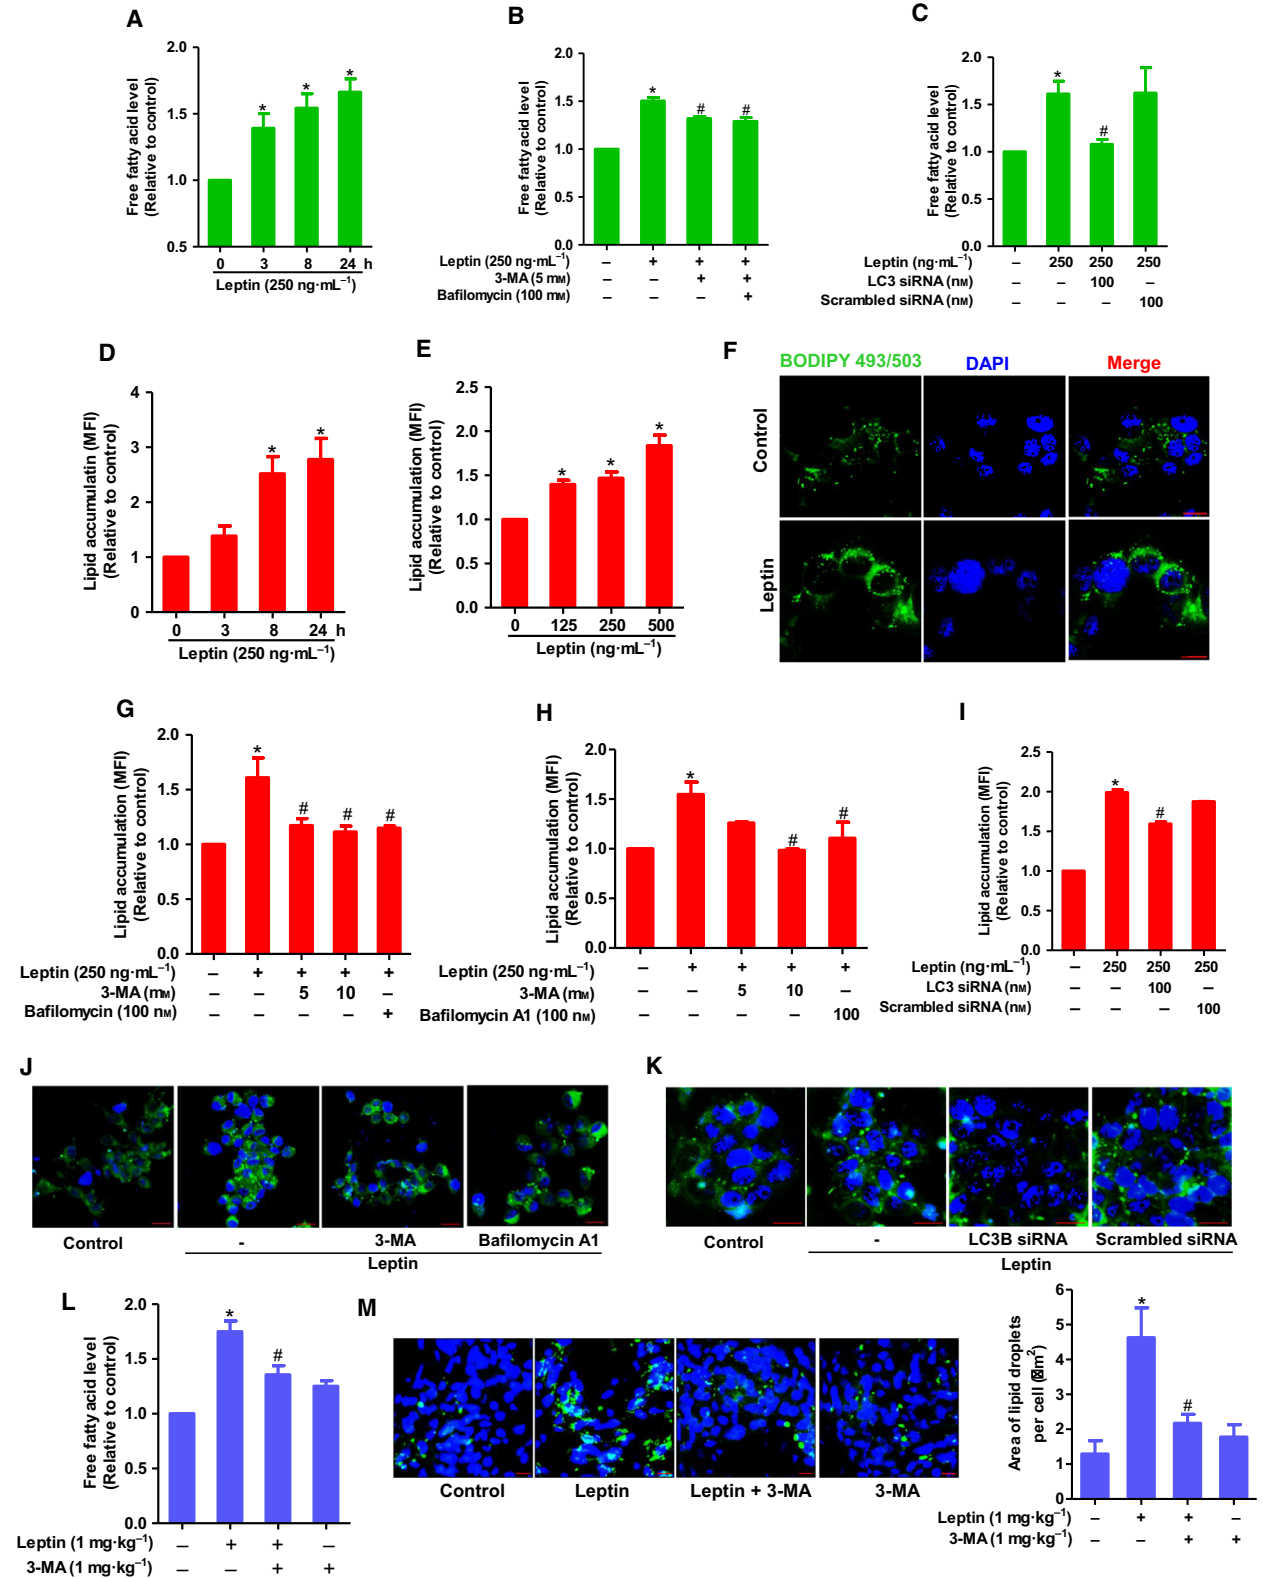 A
Free fatty acid level
(Relative to control)
2.0
1.5
1.0
0.5
* * *
0 3 8 24 h
Leptin (250 ng·mL⁻¹)
B
Free fatty acid level
(Relative to control)
2.0
1.5
1.0
0.5
0.0
* # #
Leptin (250 ng·mL⁻¹) – + + +
3-MA (5 mM) – – + +
Bafilomycin (100 mM) – – – +
C
Free fatty acid level
(Relative to control)
2.0
1.5
1.0
0.5
0.0
* #
Leptin (ng·mL⁻¹) – 250 250 250
LC3 siRNA (nM) – – 100 –
Scrambled siRNA (nM) – – – 100
D
Lipid accumulatin (MFI)
(Relative to control)
4
3
2
1
0
* *
0 3 8 24 h
Leptin (250 ng·mL⁻¹)
E
Lipid accumulation (MFI)
(Relative to control)
2.5
2.0
1.5
1.0
0.5
0.0
* * *
0 125 250 500
Leptin (ng·mL⁻¹)
F
BODIPY 493/503 DAPI Merge
Control
Leptin
G
Lipid accumulation (MFI)
(Relative to control)
2.0
1.5
1.0
0.5
0.0
* # # #
Leptin (250 ng·mL⁻¹) – + + + +
3-MA (mM) – – 5 10 –
Bafilomycin (100 nM) – – – – +
H
Lipid accumulation (MFI)
(Relative to control)
2.0
1.5
1.0
0.5
0.0
* # #
Leptin (250 ng·mL⁻¹) – + + + +
3-MA (mM) – – 5 10 –
Bafilomycin A1 (100 nM) – – – – 100
I
Lipid accumulation (MFI)
(Relative to control)
2.5
2.0
1.5
1.0
0.5
0.0
* #
Leptin (ng·mL⁻¹) – 250 250 250
LC3 siRNA (nM) – – 100 –
Scrambled siRNA (nM) – – – 100
J
Control - 3-MA Bafilomycin A1
Leptin
K
Control - LC3B siRNA Scrambled siRNA
Leptin
L
Free fatty acid level
(Relative to control)
2.0
1.5
1.0
0.5
0.0
* #
Leptin (1 mg·kg⁻¹) – + + –
3-MA (1 mg·kg⁻¹) – – + +
M
Control Leptin Leptin + 3-MA 3-MA
Area of lipid droplets
per cell (m²)
6
5
4
3
2
1
0
* #
Leptin (1 mg·kg⁻¹) – + + –
3-MA (1 mg·kg⁻¹) – – + +